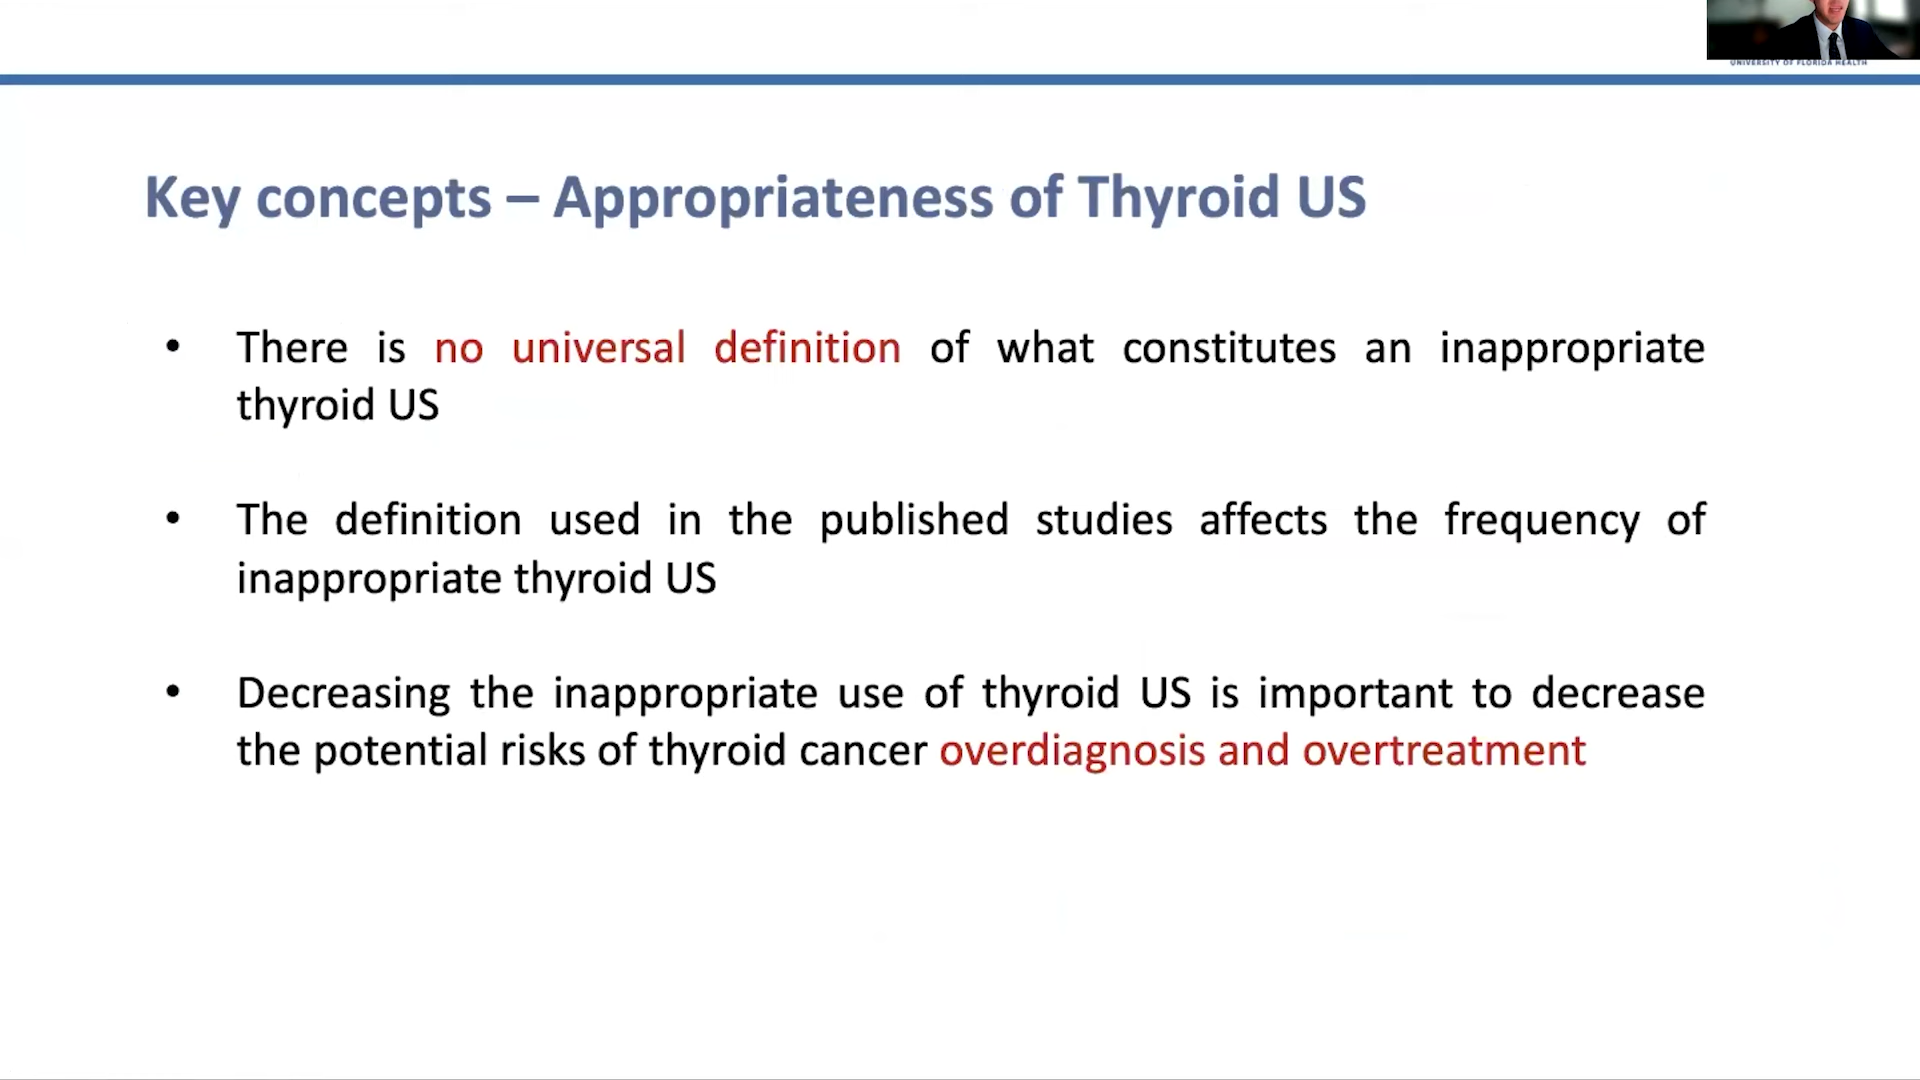 UNIVERSITY OF FLORIDA HEALTH
Key concepts – Appropriateness of Thyroid US
• There is no universal definition of what constitutes an inappropriate
thyroid US
• The definition used in the published studies affects the frequency of
inappropriate thyroid US
• Decreasing the inappropriate use of thyroid US is important to decrease
the potential risks of thyroid cancer overdiagnosis and overtreatment